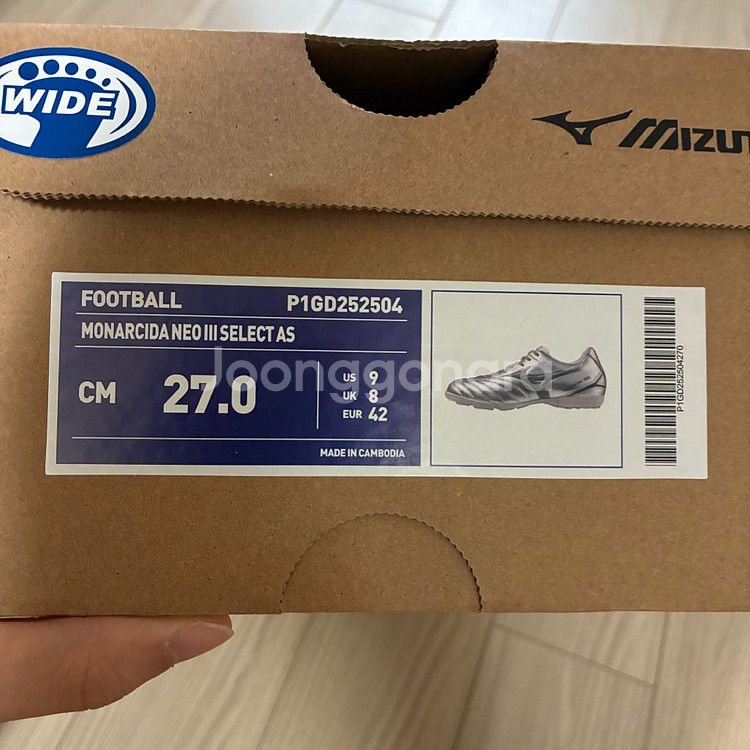 WIDE
MIZUN
FOOTBALL P1GD252504
MONARCIDA NEO III SELECT AS
CM 27.0
US 9
UK 8
EUR 42
MADE IN CAMBODIA
P1GD252504270
Joonggonara